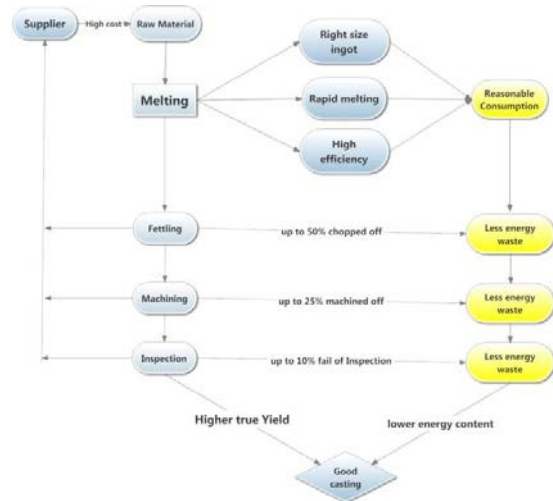 Supplier
High cost
Raw Material
Right size
ingot
Melting
Rapid melting
Reasonable
Consumption
High
efficiency
Fettling
up to 50% chopped off
Less energy
waste
Machining
up to 25% machined off
Less energy
waste
Inspection
up to 10% fail of Inspection
Less energy
waste
Higher true Yield
lower energy content
Good
casting